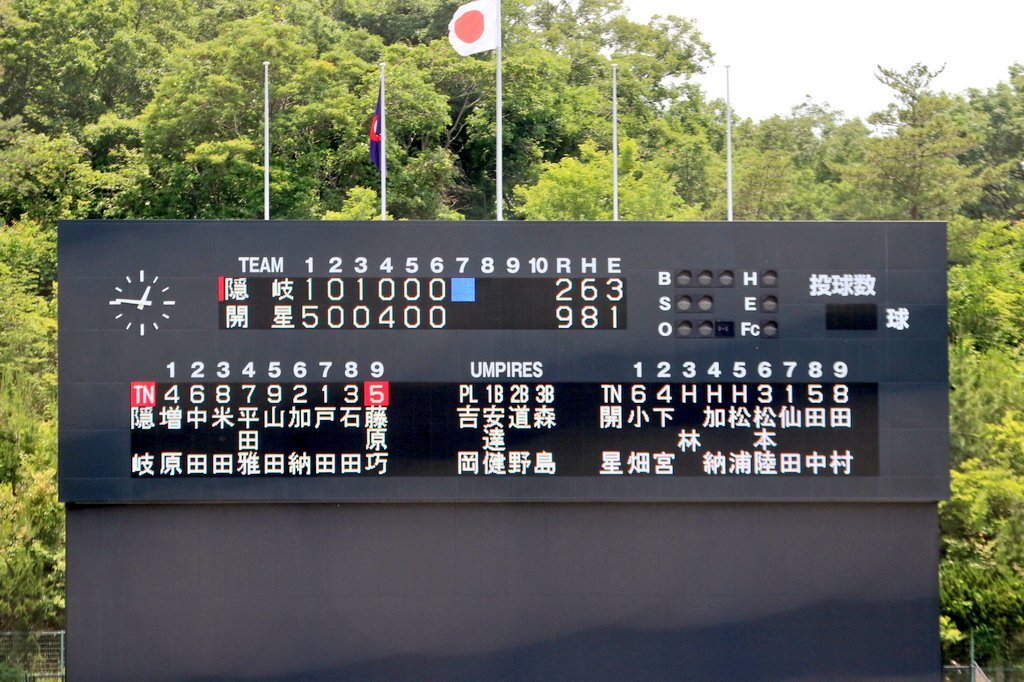 TEAM 1 2 3 4 5 6 7 8 9 10 R H E
隠岐 1 0 1 0 0 0 2 6 3
開星 5 0 0 4 0 0 9 8 1
B H
S E
O Fc
投球数
球
1 2 3 4 5 6 7 8 9
TN 4 6 8 7 9 2 1 3 5
隠岐 増原 中田 米田 平田雅 山田 加納 戸田 石田 藤原巧
UMPIRES
PL 1B 2B 3B
吉岡 安達健 道野 森島
1 2 3 4 5 6 7 8 9
TN 6 4 H H H 3 1 5 8
開星 小畑 下宮 林 加納 松浦 松本陸 仙田 田中 田村